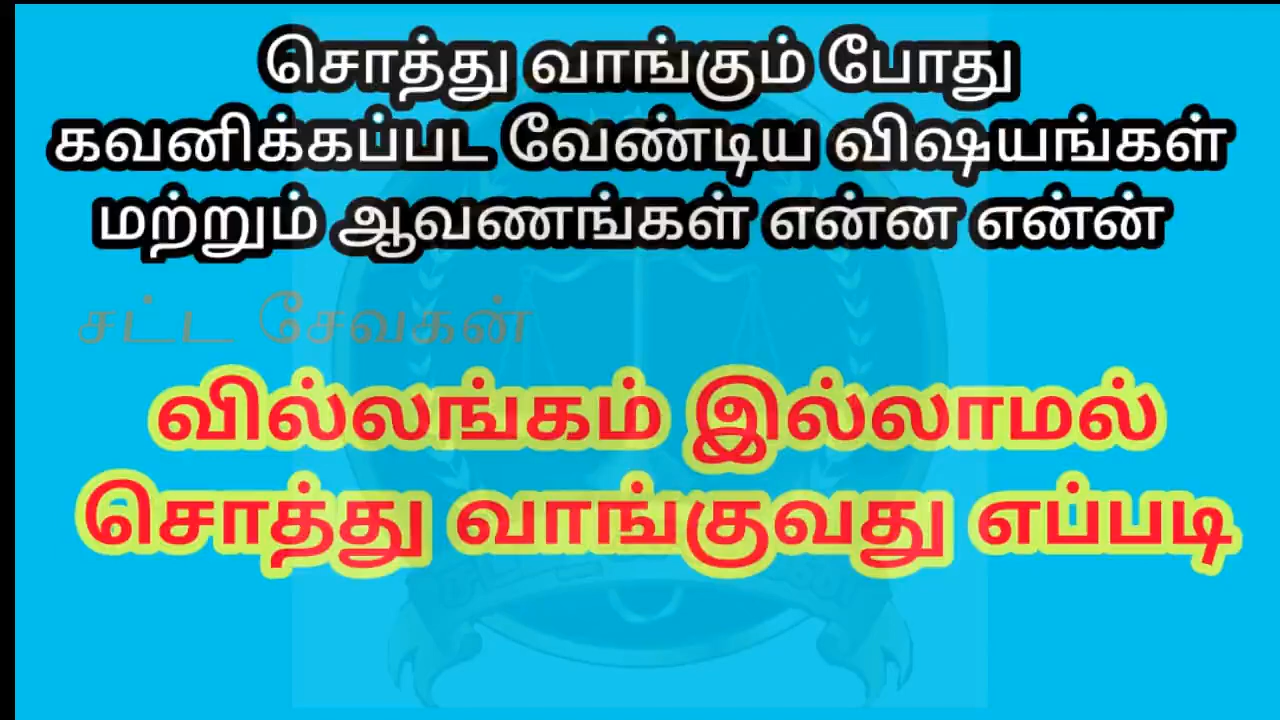 சொத்து வாங்கும் போது
கவனிக்கப்பட வேண்டிய விஷயங்கள்
மற்றும் ஆவணங்கள் என்ன என்ன்
சட்ட சேவகன்
வில்லங்கம் இல்லாமல்
சொத்து வாங்குவது எப்படி